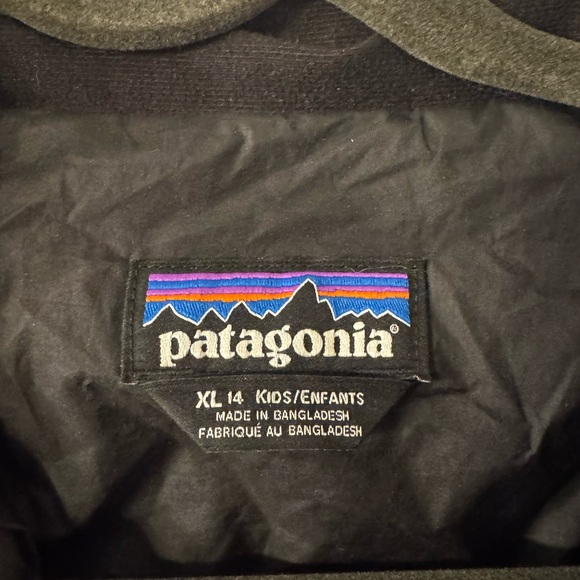 patagonia®
XL 14 KIDS/ENFANTS
MADE IN BANGLADESH
FABRIQUÉ AU BANGLADESH